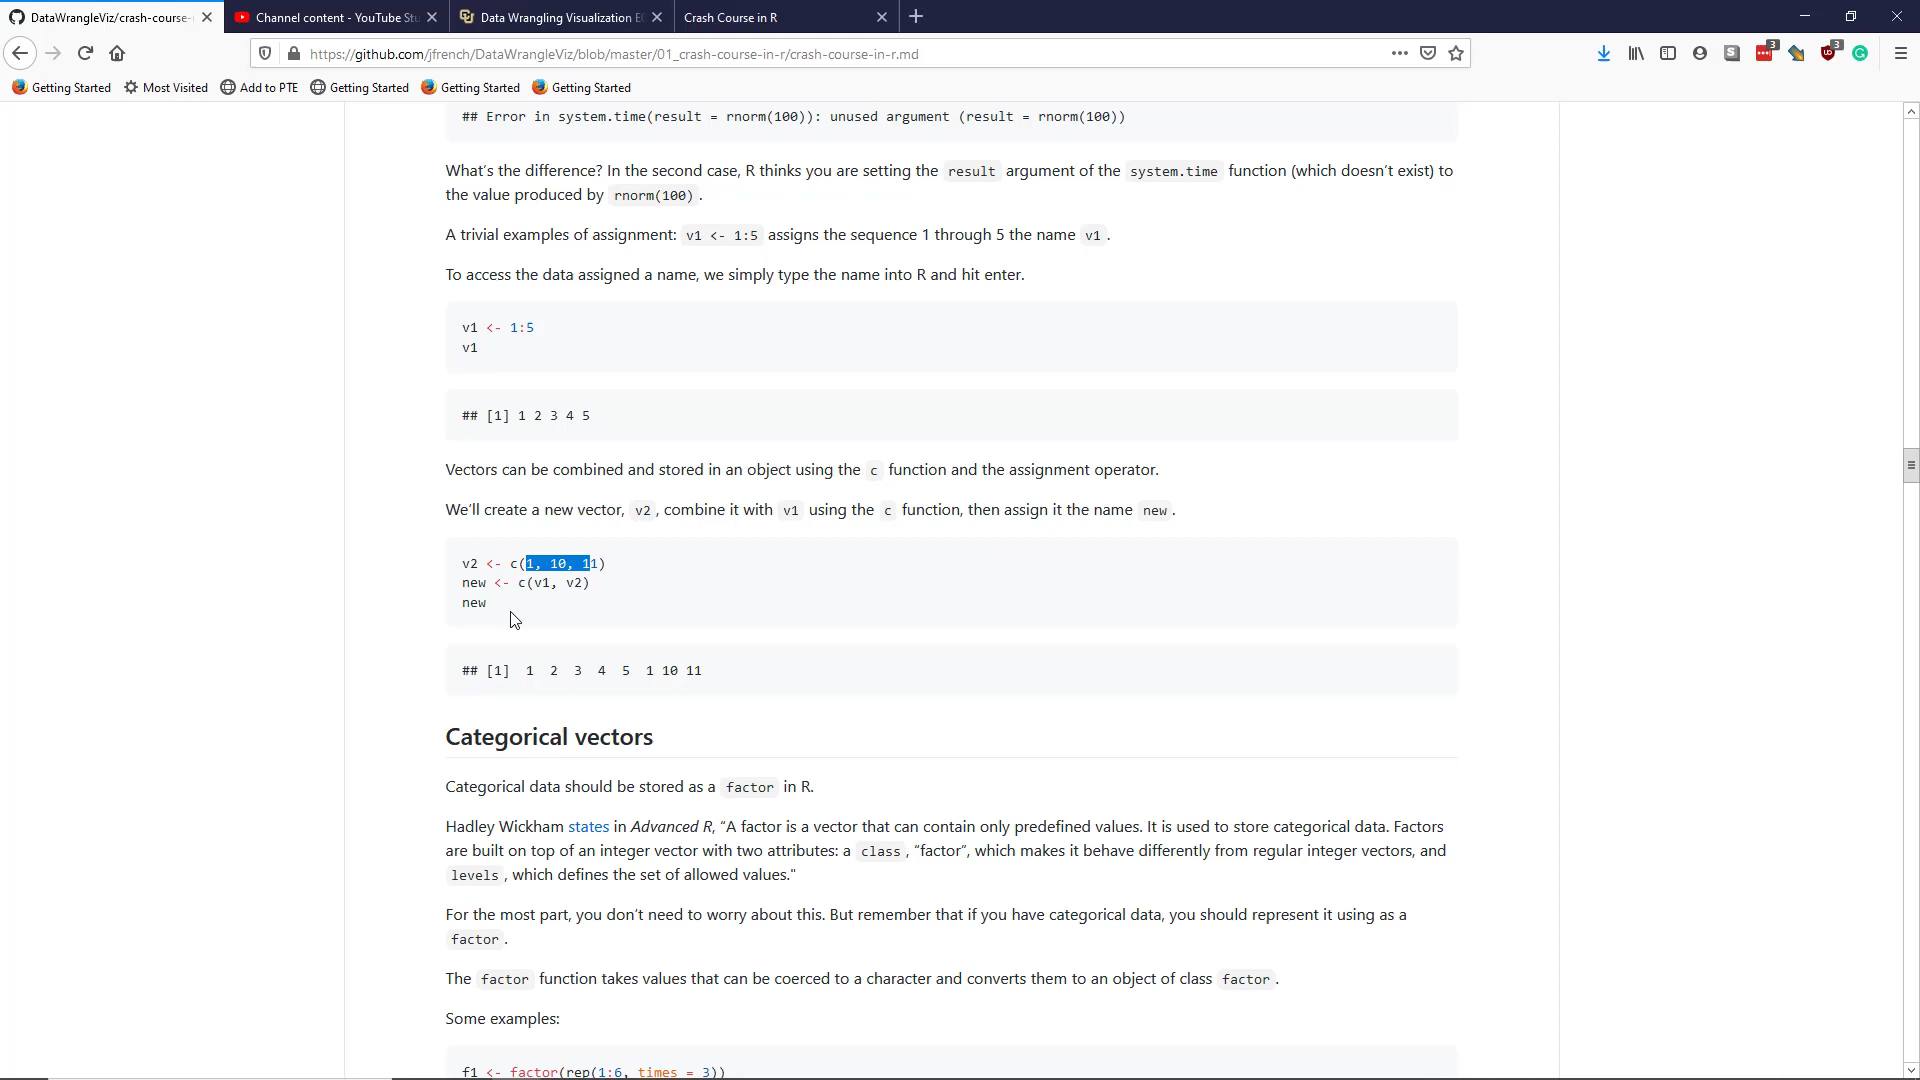 DataWrangleViz/crash-course-
Channel content - YouTube Stu
Data Wrangling Visualization EC
Crash Course in R
https://github.com/jfrench/DataWrangleViz/blob/master/01_crash-course-in-r/crash-course-in-r.md
3
3
Getting Started
Most Visited
Add to PTE
Getting Started
Getting Started
Getting Started
## Error in system.time(result = rnorm(100)): unused argument (result = rnorm(100))
What's the difference? In the second case, R thinks you are setting the result argument of the system.time function (which doesn't exist) to
the value produced by rnorm(100) .
A trivial examples of assignment: v1 <- 1:5 assigns the sequence 1 through 5 the name v1 .
To access the data assigned a name, we simply type the name into R and hit enter.
v1 <- 1:5
v1
## [1] 1 2 3 4 5
Vectors can be combined and stored in an object using the c function and the assignment operator.
We'll create a new vector, v2 , combine it with v1 using the c function, then assign it the name new .
v2 <- c(1, 10, 11)
new <- c(v1, v2)
new
## [1]  1  2  3  4  5  1 10 11
Categorical vectors
Categorical data should be stored as a factor in R.
Hadley Wickham states in Advanced R, “A factor is a vector that can contain only predefined values. It is used to store categorical data. Factors
are built on top of an integer vector with two attributes: a class , “factor”, which makes it behave differently from regular integer vectors, and
levels , which defines the set of allowed values."
For the most part, you don't need to worry about this. But remember that if you have categorical data, you should represent it using as a
factor .
The factor function takes values that can be coerced to a character and converts them to an object of class factor .
Some examples:
f1 <- factor(rep(1:6, times = 3))